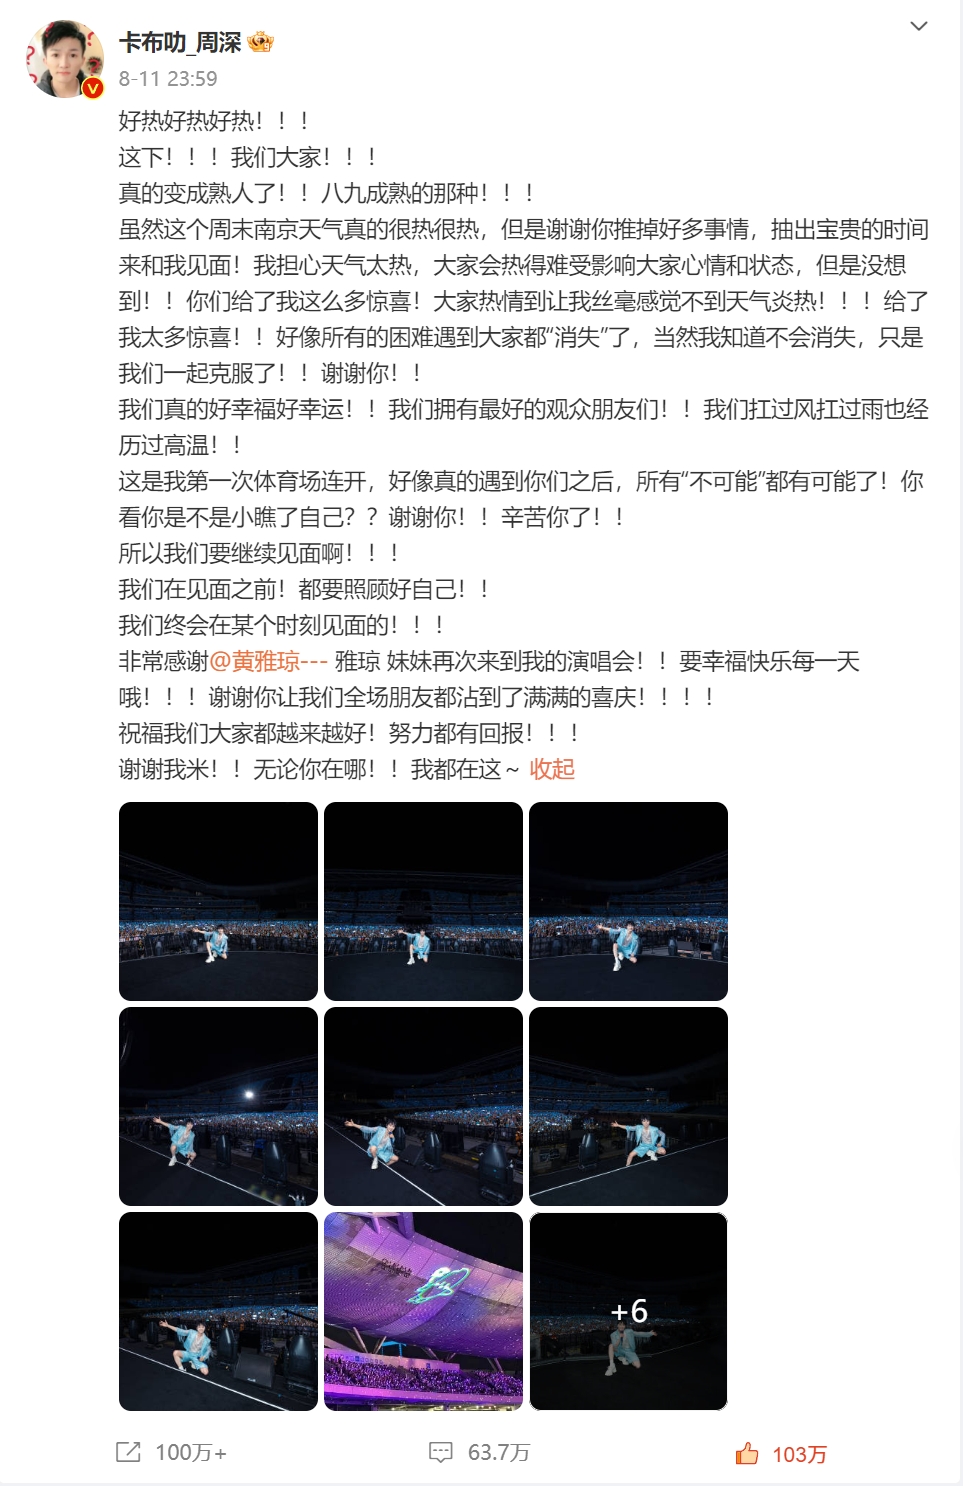 卡布叻_周深
8-11 23:59
好热好热好热！！！
这下！！！我们大家！！！
真的变成熟人了！！八九成熟的那种！！！
虽然这个周末南京天气真的很热很热，但是谢谢你推掉好多事情，抽出宝贵的时间
来和我见面！我担心天气太热，大家会热得难受影响大家心情和状态，但是没想
到！！你们给了我这么多惊喜！大家热情到让我丝毫感觉不到天气炎热！！！给了
我太多惊喜！！好像所有的困难遇到大家都“消失”了，当然我知道不会消失，只是
我们一起克服了！！谢谢你！！
我们真的好幸福好幸运！！我们拥有最好的观众朋友们！！我们扛过风扛过雨也经
历过高温！！
这是我第一次体育场连开，好像真的遇到你们之后，所有“不可能”都有可能了！你
看你是不是小瞧了自己？？谢谢你！！辛苦你了！！
所以我们要继续见面啊！！！
我们在见面之前！都要照顾好自己！！
我们终会在某个时刻见面的！！！
非常感谢@黄雅琼--- 雅琼 妹妹再次来到我的演唱会！！要幸福快乐每一天
哦！！！谢谢你让我们全场朋友都沾到了满满的喜庆！！！！
祝福我们大家都越来越好！努力都有回报！！！
谢谢我米！！无论你在哪！！我都在这～ 收起
+6
100万+
63.7万
103万